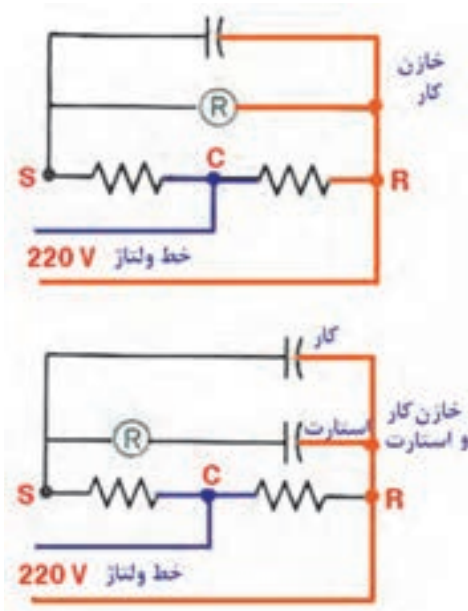 خازن
کار
R
C
S
R
220 V خط ولتاژ
کار
خازن کار
استارت
و استارت
R
C
S
R
220 V خط ولتاژ